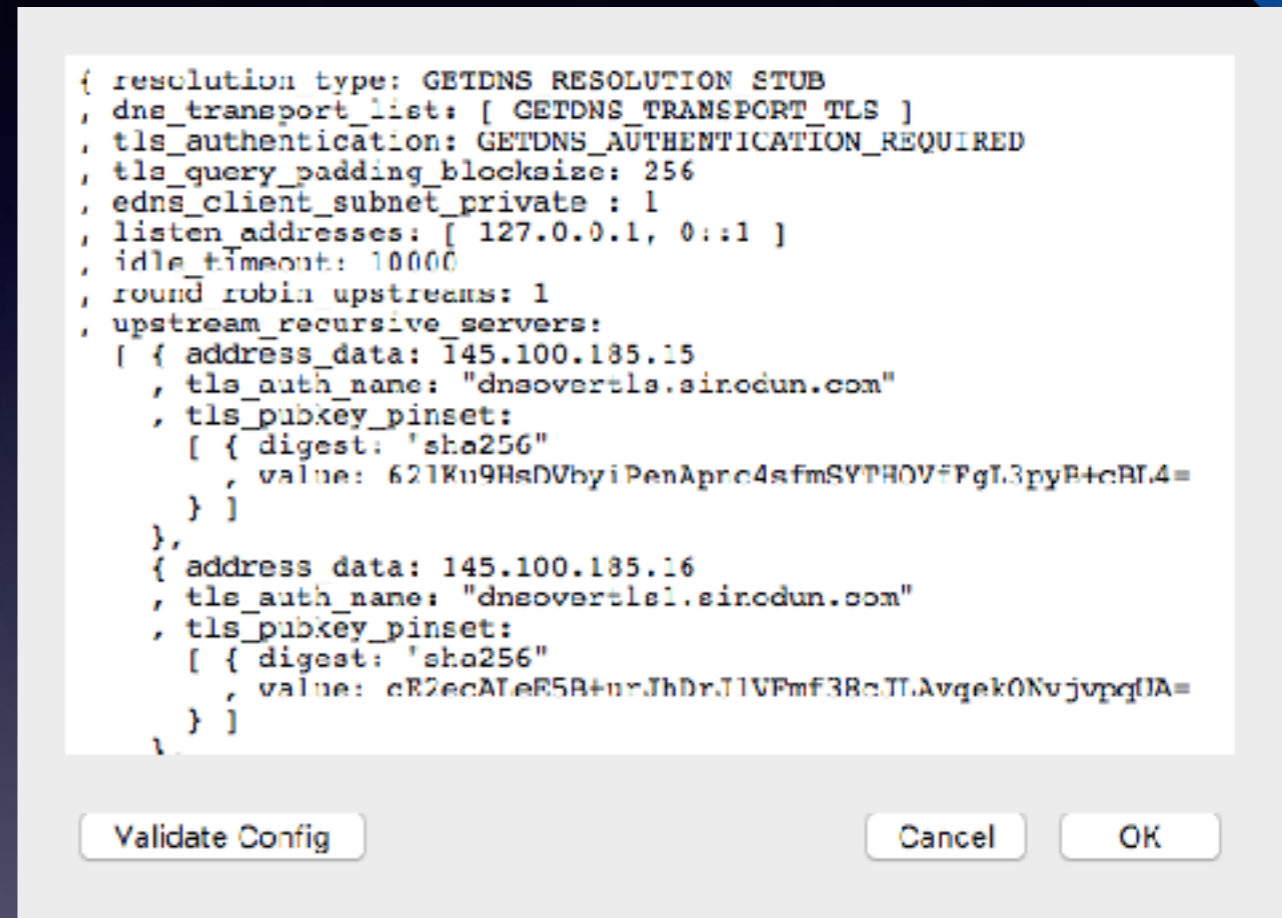 { resolution_type: GETDNS_RESOLUTION_STUB
, dns_transport_list: [ GETDNS_TRANSPORT_TLS ]
, tls_authentication: GETDNS_AUTHENTICATION_REQUIRED
, tls_query_padding_blocksize: 256
, edns_client_subnet_private : 1
, listen_addresses: [ 127.0.0.1, 0::1 ]
, idle_timeout: 10000
, round_robin_upstreams: 1
, upstream_recursive_servers:
[ { address_data: 145.100.185.15
, tls_auth_name: "dnsovertls.sinodun.com"
, tls_pubkey_pinset:
[ { digest: "sha256"
, value:
} ]
},
{ address_data: 145.100.185.16
, tls_auth_name: "dnsovertls1.sinodun.com"
, tls_pubkey_pinset:
[ { digest: "sha256"
, value:
} ]
Validate Config
Cancel
OK